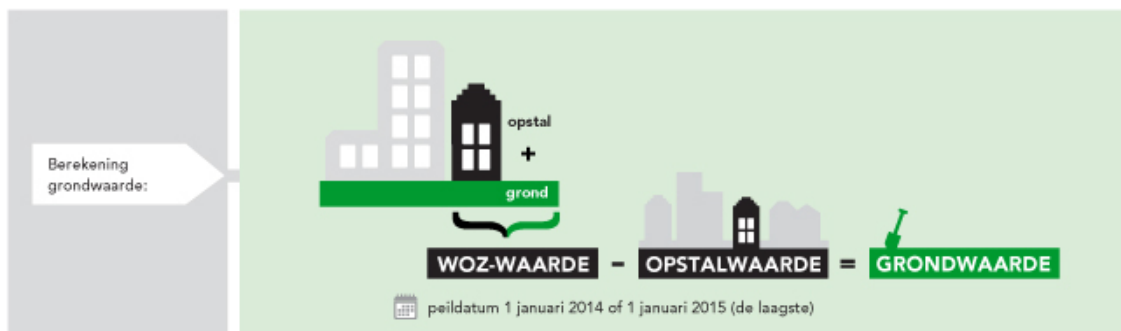 Berekening
grondwaarde:
opstal
+
grond
WOZ-WAARDE – OPSTALWAARDE = GRONDWAARDE
peildatum 1 januari 2014 of 1 januari 2015 (de laagste)